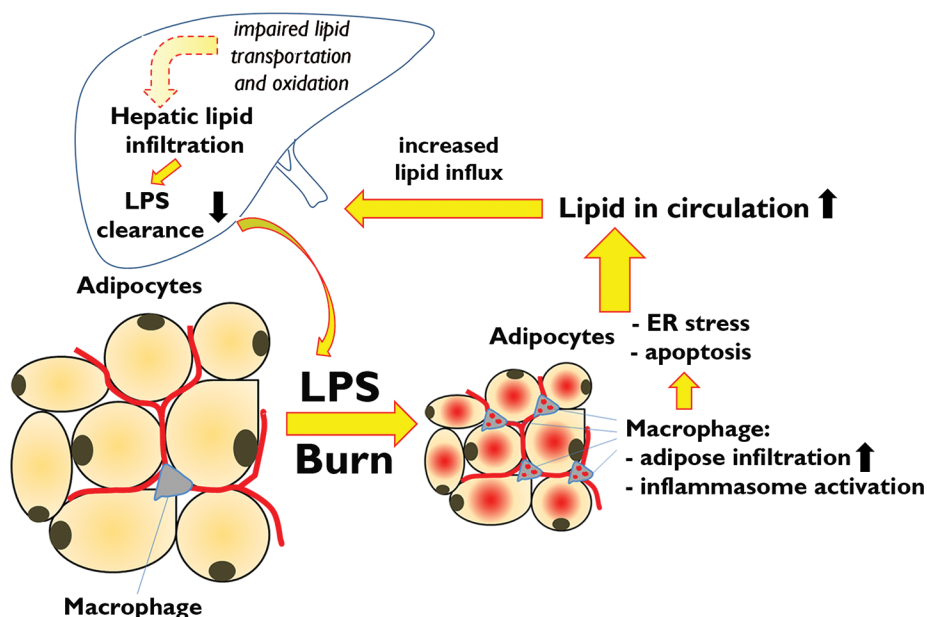 impaired lipid
transportation
and oxidation
Hepatic lipid
infiltration
LPS
clearance
increased
lipid influx
Lipid in circulation
Adipocytes
Adipocytes
- ER stress
- apoptosis
LPS
Burn
Macrophage:
- adipose infiltration
- inflammasome activation
Macrophage